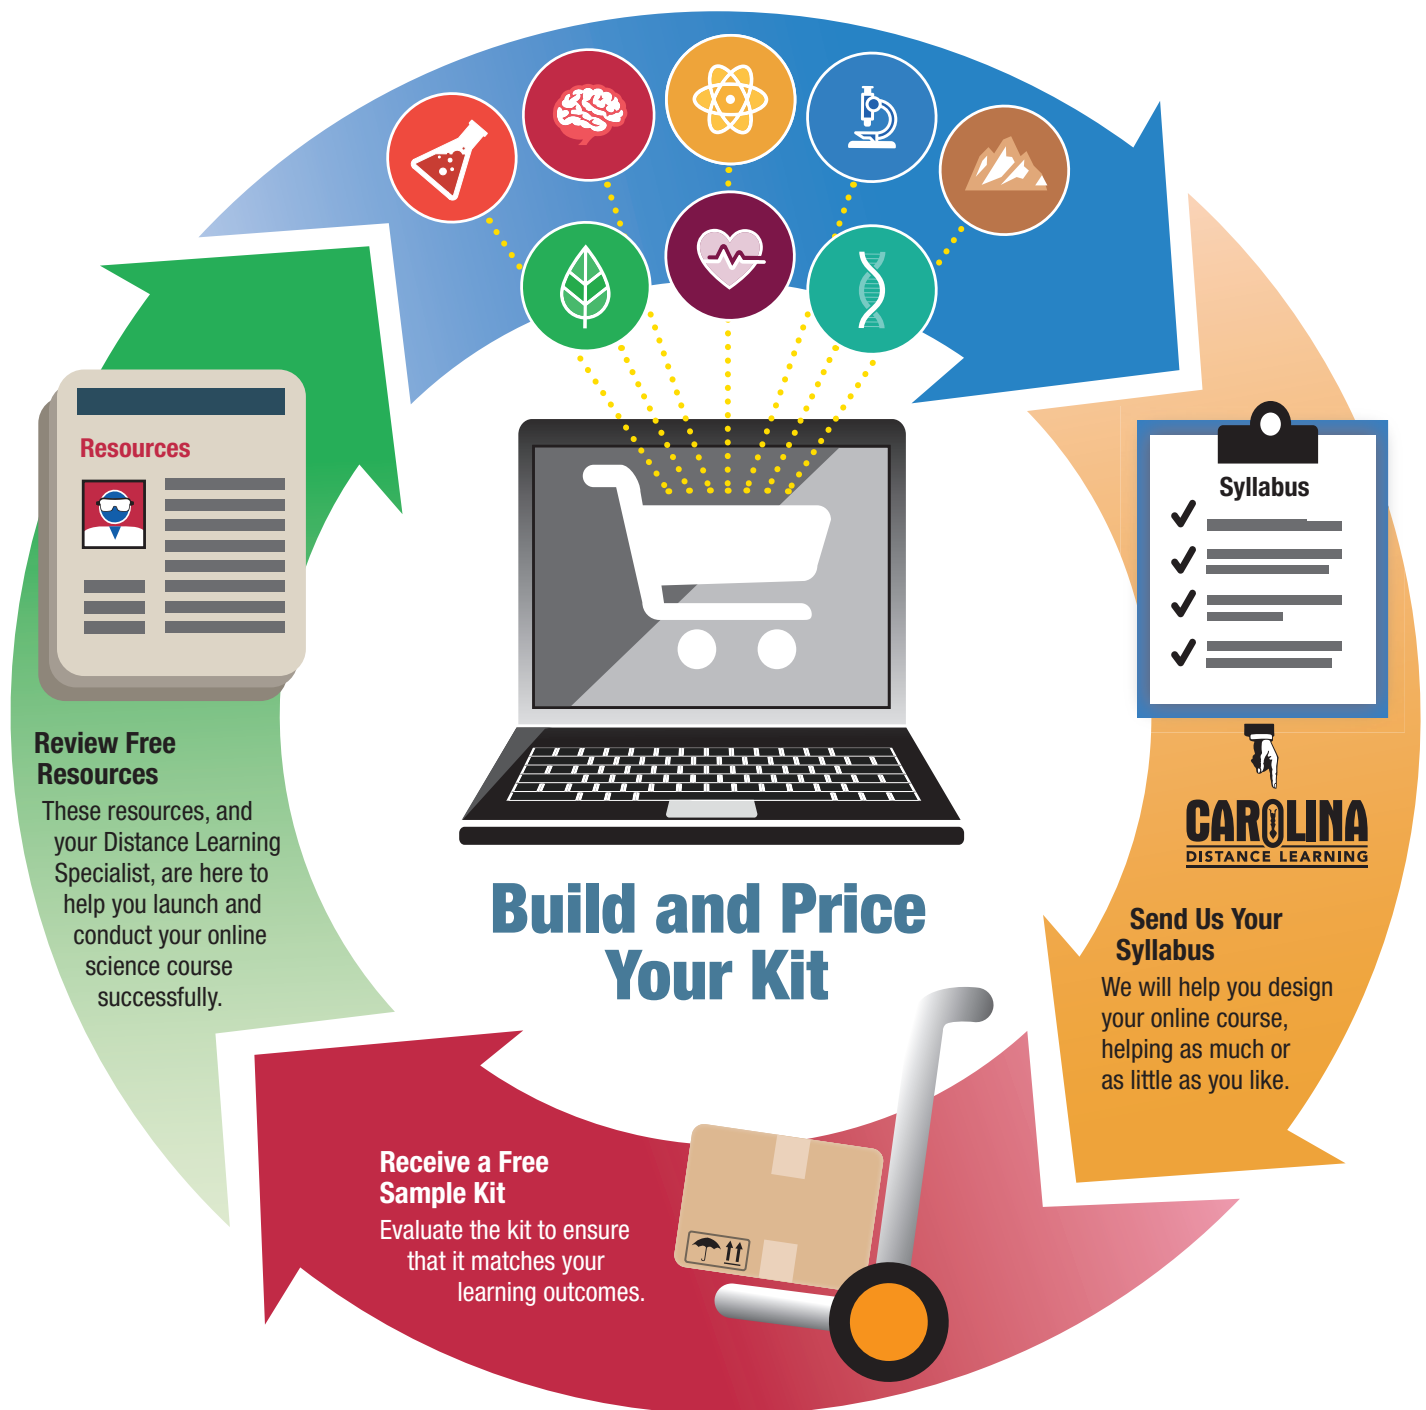 Resources
Syllabus
CAROLINA
DISTANCE LEARNING
Build and Price
Your Kit
Send Us Your
Syllabus
We will help you design
your online course,
helping as much or
as little as you like.
Receive a Free
Sample Kit
Evaluate the kit to ensure
that it matches your
learning outcomes.
Review Free
Resources
These resources, and
your Distance Learning
Specialist, are here to
help you launch and
conduct your online
science course
successfully.